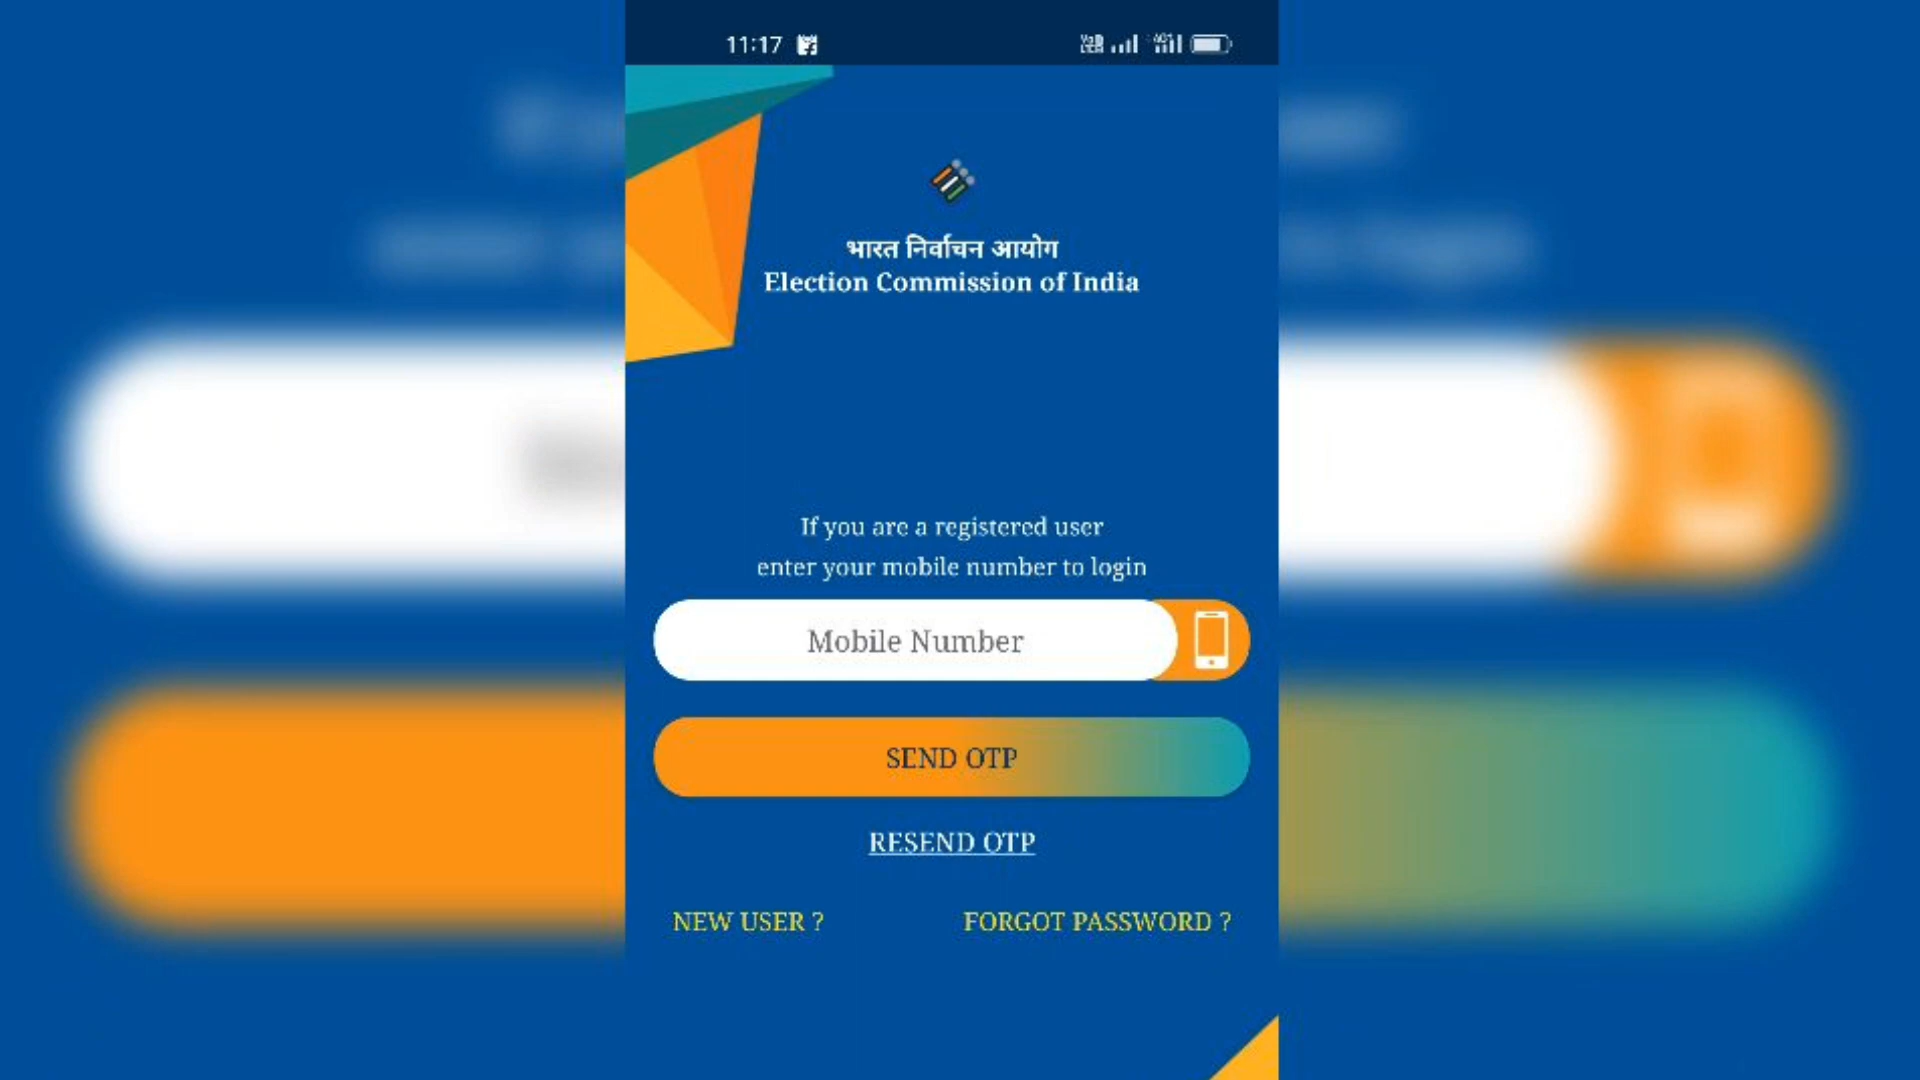 11:17
भारत निर्वाचन आयोग
Election Commission of India
If you are a registered user
enter your mobile number to login
Mobile Number
SEND OTP
RESEND OTP
NEW USER ? FORGOT PASSWORD ?